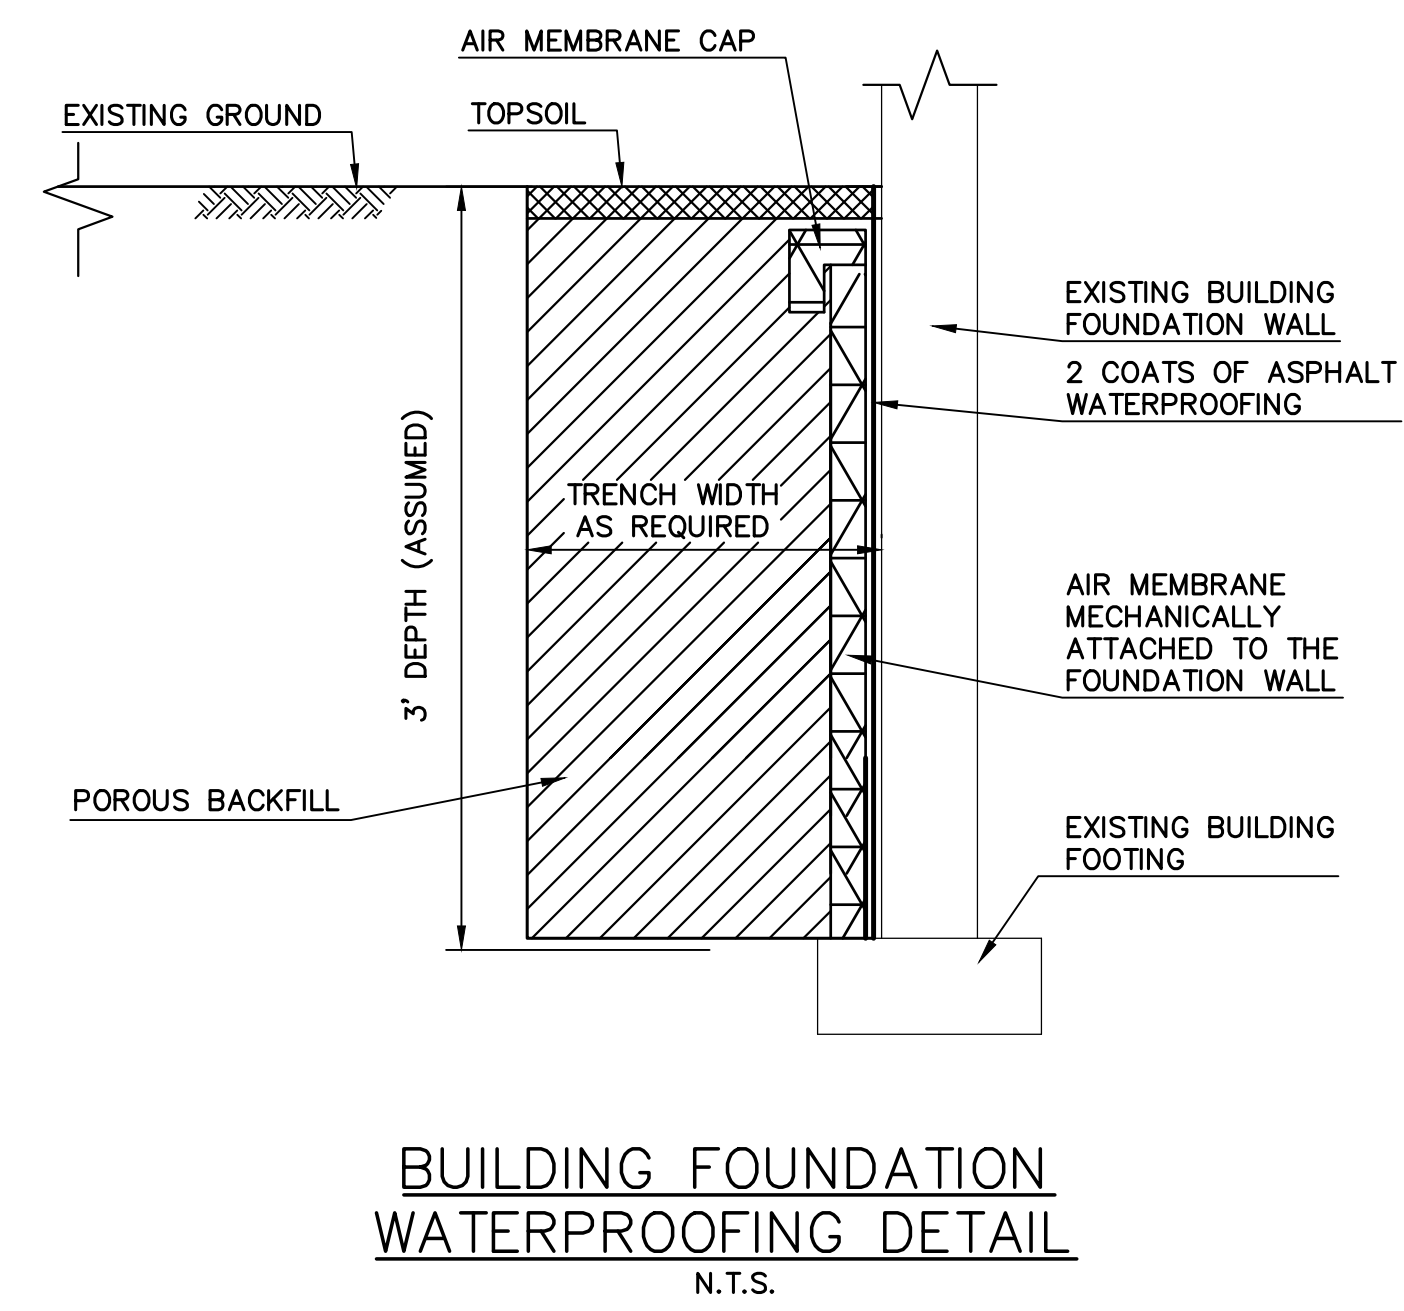 AIR MEMBRANE CAP
EXISTING GROUND
TOPSOIL
EXISTING BUILDING
FOUNDATION WALL
2 COATS OF ASPHALT
WATERPROOFING
3' DEPTH (ASSUMED)
TRENCH WIDTH
AS REQUIRED
AIR MEMBRANE
MECHANICALLY
ATTACHED TO THE
FOUNDATION WALL
POROUS BACKFILL
EXISTING BUILDING
FOOTING
BUILDING FOUNDATION
WATERPROOFING DETAIL
N.T.S.